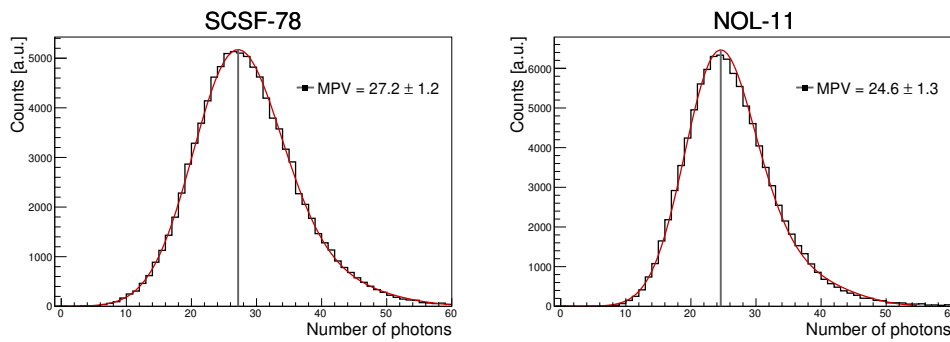 SCSF-78
Counts [a.u.]
5000
4000
3000
2000
1000
0
MPV = 27.2 ± 1.2
0 10 20 30 40 50 60
Number of photons
NOL-11
Counts [a.u.]
6000
5000
4000
3000
2000
1000
0
MPV = 24.6 ± 1.3
0 10 20 30 40 50 6
Number of photons